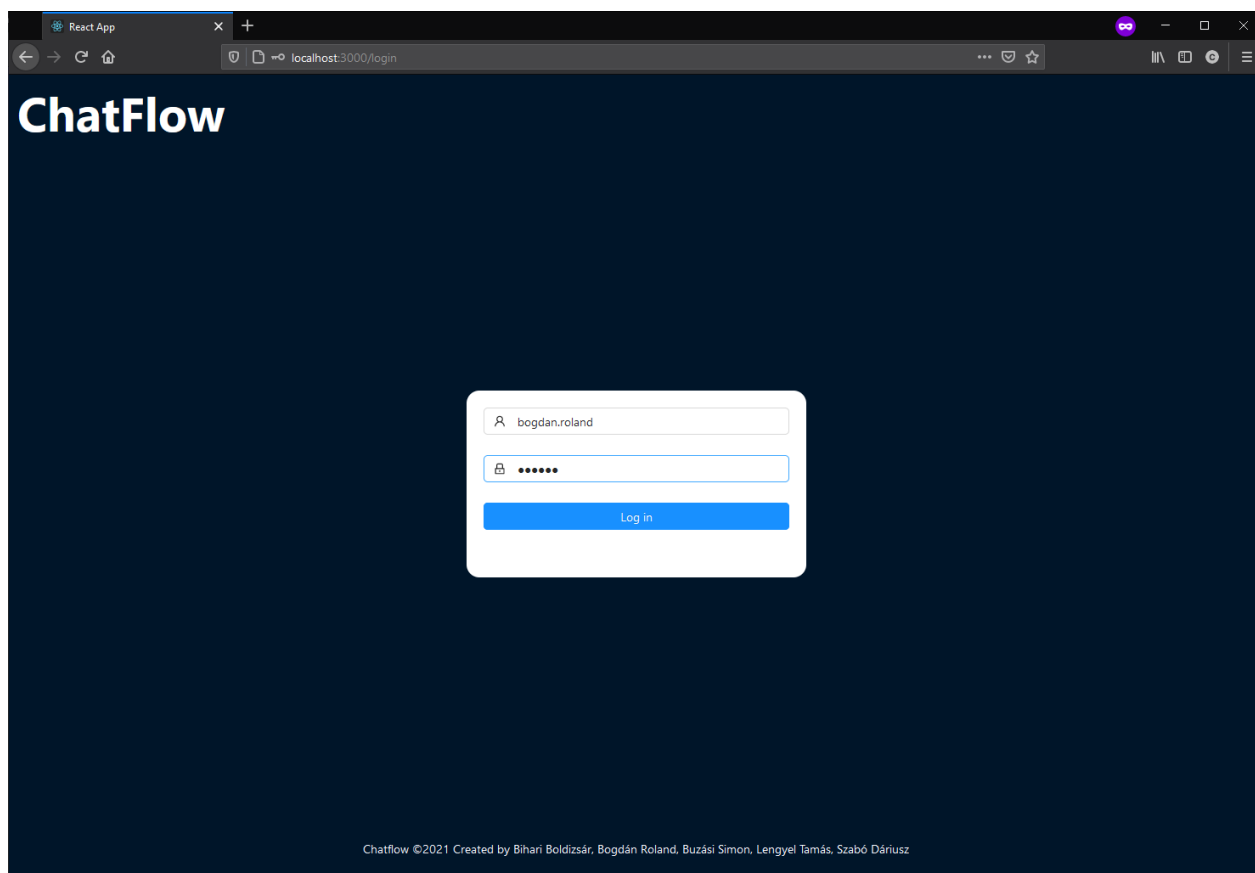 React App
localhost:3000/login
ChatFlow
bogdan.roland
••••••
Log in
Chatflow ©2021 Created by Bihari Boldizsár, Bogdán Roland, Buzási Simon, Lengyel Tamás, Szabó Dáriusz